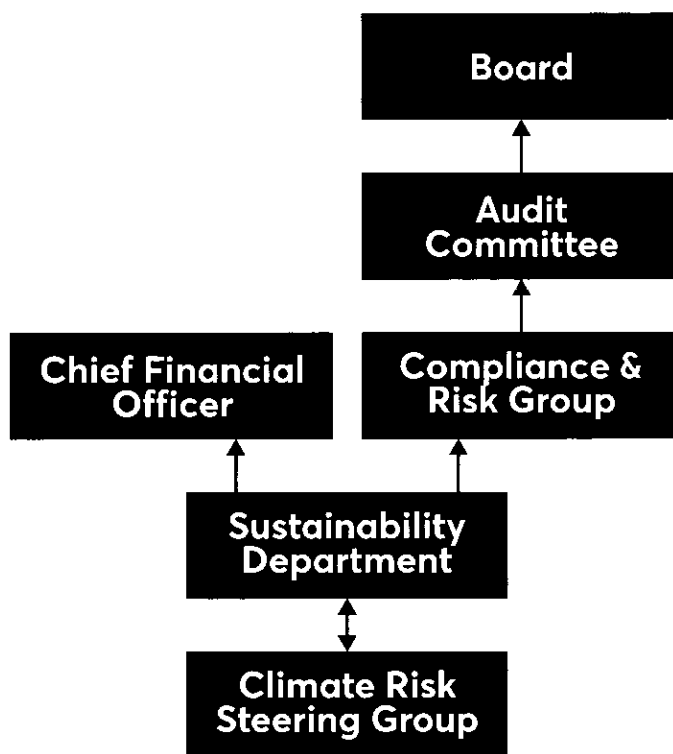 Board
Audit
Committee
Chief Financial
Officer
Compliance &
Risk Group
Sustainability
Department
Climate Risk
Steering Group